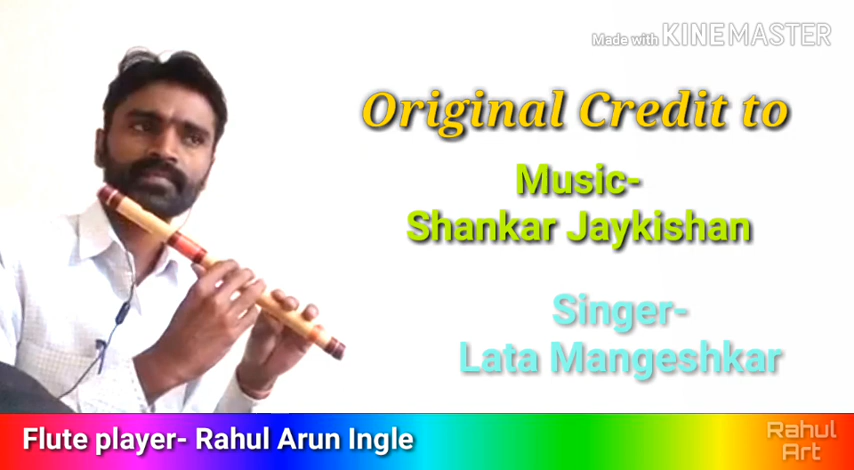 Made with KINEMASTER
Original Credit to
Music-
Shankar Jaykishan
Singer-
Lata Mangeshkar
Flute player- Rahul Arun Ingle
Rahul
Art